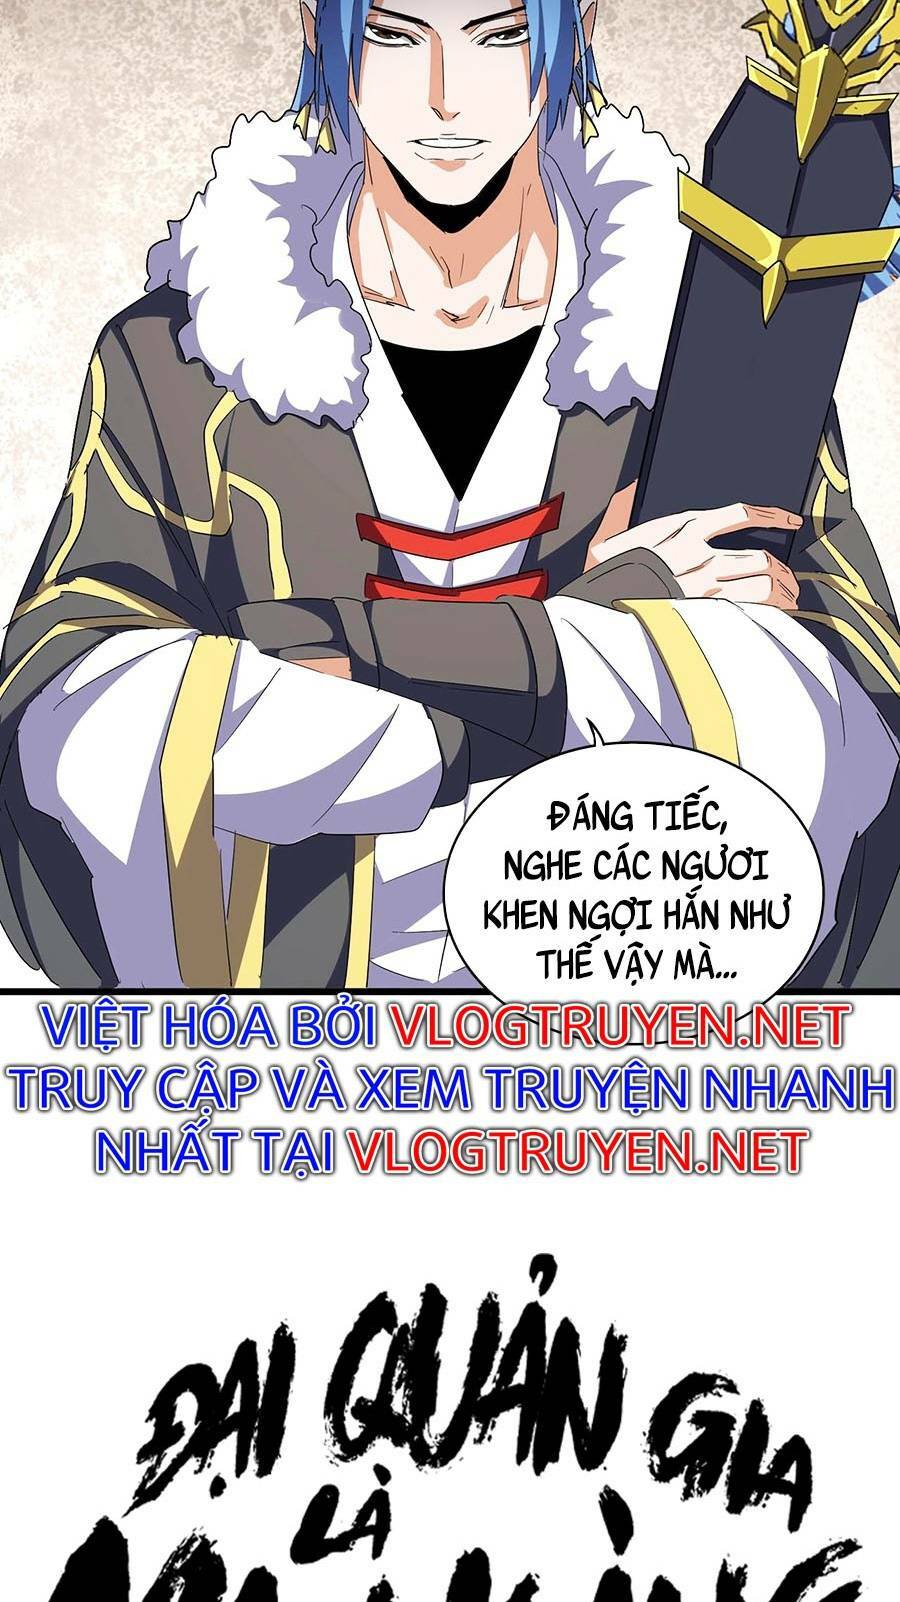 ĐÁNG TIẾC,
NGHE CÁC NGƯƠI
KHEN NGỢI HẮN NHƯ
THẾ VẬY MÀ...
VIỆT HÓA BỞI VLOGTRUYEN.NET
TRUY CẬP VÀ XEM TRUYỆN NHANH
NHẤT TẠI VLOGTRUYEN.NET
ĐẠI QUẢN GIA
LÀ